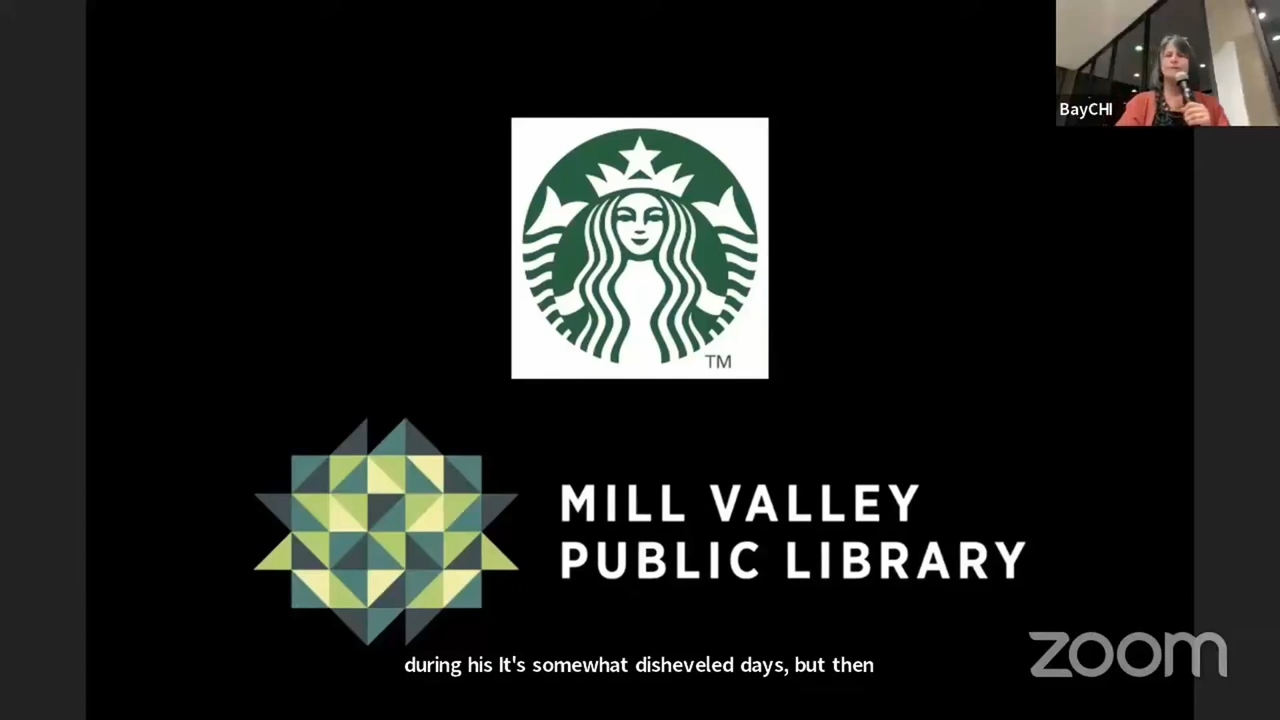 BayCHI
TM
MILL VALLEY
PUBLIC LIBRARY
during his It's somewhat disheveled days, but then
zoom